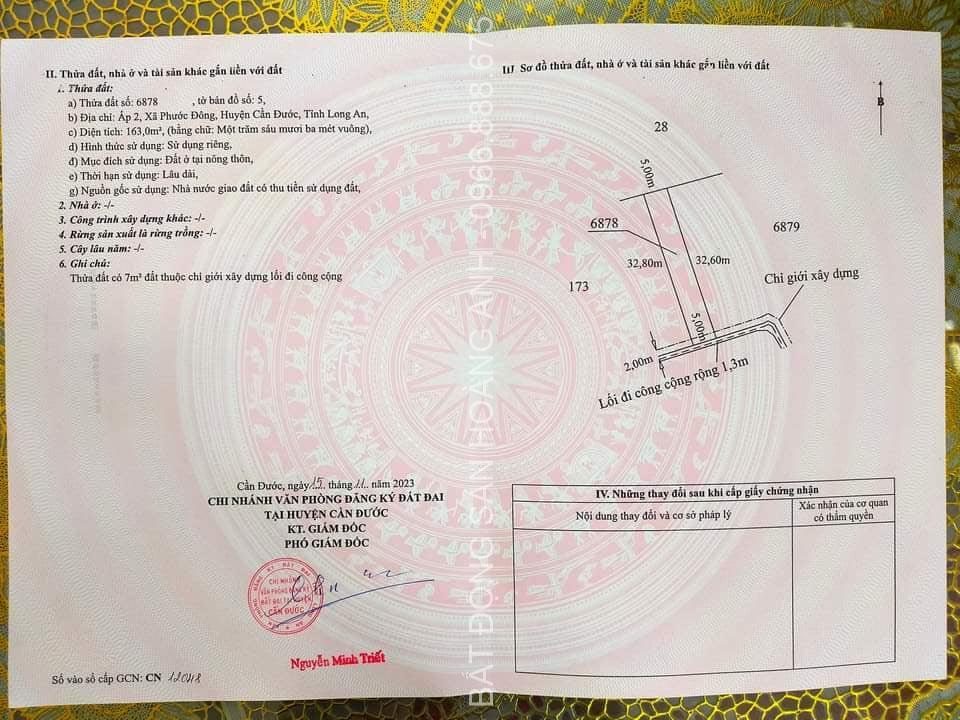 II. Thửa đất, nhà ở và tài sản khác gắn liền với đất
1. Thửa đất:
a) Thửa đất số: 6878 , tờ bản đồ số: 5,
b) Địa chỉ: Ấp 2, Xã Phước Đông, Huyện Cần Đước, Tỉnh Long An,
c) Diện tích: 163,0m², (bằng chữ: Một trăm sáu mươi ba mét vuông),
d) Hình thức sử dụng: Sử dụng riêng,
đ) Mục đích sử dụng: Đất ở tại nông thôn,
e) Thời hạn sử dụng: Lâu dài,
g) Nguồn gốc sử dụng: Nhà nước giao đất có thu tiền sử dụng đất,
2. Nhà ở: -/-
3. Công trình xây dựng khác: -/-
4. Rừng sản xuất là rừng trồng: -/-
5. Cây lâu năm: -/-
6. Ghi chú:
Thửa đất có 7m² đất thuộc chỉ giới xây dựng lối đi công cộng
Cần Đước, ngày 15 tháng 11 năm 2023
CHI NHÁNH VĂN PHÒNG ĐĂNG KÝ ĐẤT ĐAI
TẠI HUYỆN CẦN ĐƯỚC
KT. GIÁM ĐỐC
PHÓ GIÁM ĐỐC
CHI NHÁNH
VĂN PHÒNG ĐĂNG KÝ
ĐẤT ĐAI TẠI HUYỆN
CẦN ĐƯỚC
Nguyễn Minh Triết
Số vào sổ cấp GCN: CN 12048
III. Sơ đồ thửa đất, nhà ở và tài sản khác gắn liền với đất
B
28
5,00m
6878
6879
32,80m
32,60m
Chỉ giới xây dựng
173
5,00m
2,00m
Lối đi công cộng rộng 1,3m
IV. Những thay đổi sau khi cấp giấy chứng nhận
Nội dung thay đổi và cơ sở pháp lý
Xác nhận của cơ quan
có thẩm quyền
BẤT ĐỘNG SẢN HOÀNG ANH -0966.888.675